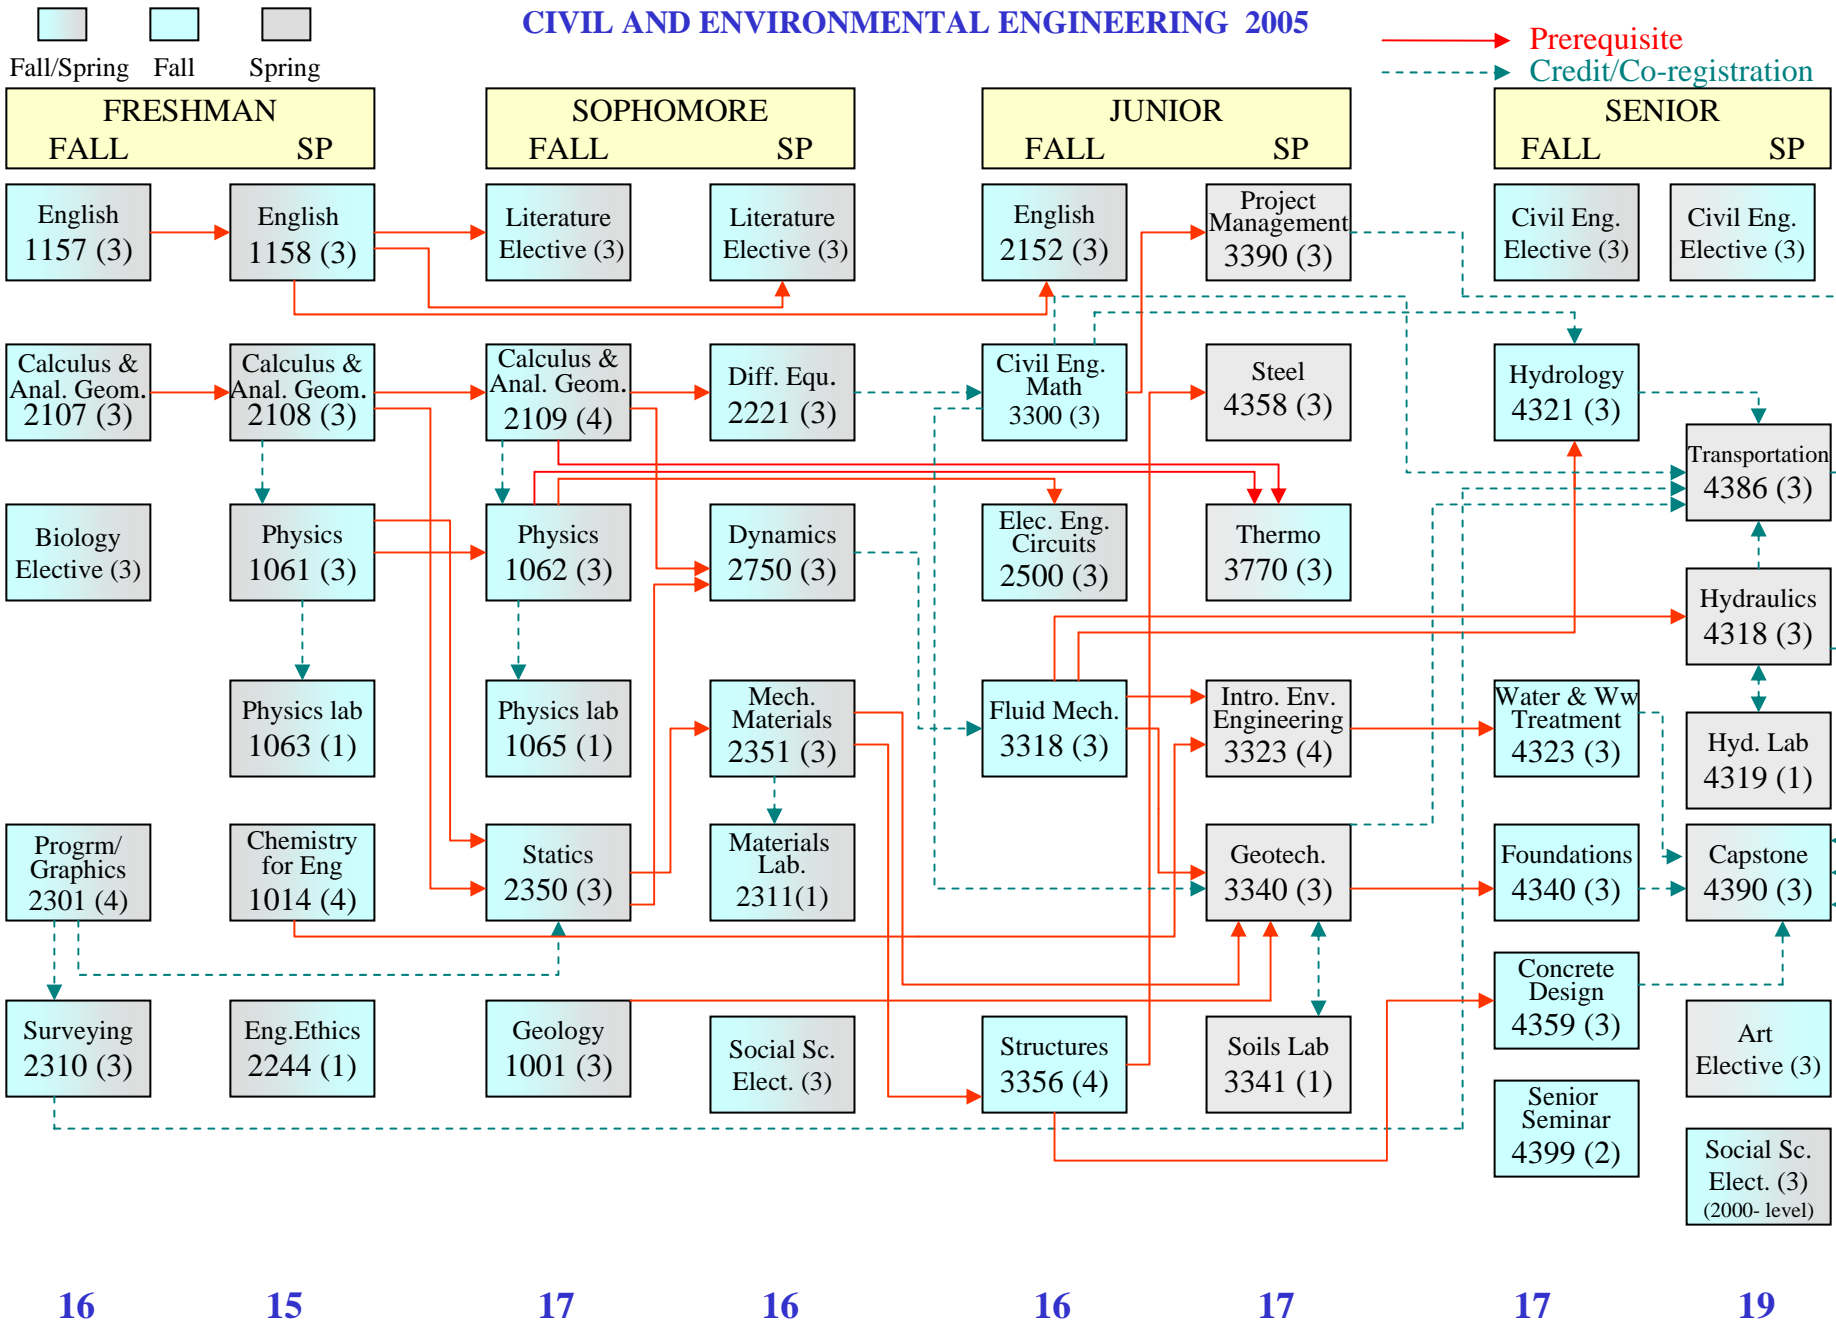 CIVIL AND ENVIRONMENTAL ENGINEERING 2005
Fall/Spring
Fall
Spring
Prerequisite
Credit/Co-registration
FRESHMAN
FALL SP
SOPHOMORE
FALL SP
JUNIOR
FALL SP
SENIOR
FALL SP
English
1157 (3)
English
1158 (3)
Literature
Elective (3)
Literature
Elective (3)
English
2152 (3)
Project
Management
3390 (3)
Civil Eng.
Elective (3)
Civil Eng.
Elective (3)
Calculus &
Anal. Geom.
2107 (3)
Calculus &
Anal. Geom.
2108 (3)
Calculus &
Anal. Geom.
2109 (4)
Diff. Equ.
2221 (3)
Civil Eng.
Math
3300 (3)
Steel
4358 (3)
Hydrology
4321 (3)
Transportation
4386 (3)
Biology
Elective (3)
Physics
1061 (3)
Physics
1062 (3)
Dynamics
2750 (3)
Elec. Eng.
Circuits
2500 (3)
Thermo
3770 (3)
Hydraulics
4318 (3)
Physics lab
1063 (1)
Physics lab
1065 (1)
Mech.
Materials
2351 (3)
Fluid Mech.
3318 (3)
Intro. Env.
Engineering
3323 (4)
Water & Ww
Treatment
4323 (3)
Hyd. Lab
4319 (1)
Progrm/
Graphics
2301 (4)
Chemistry
for Eng
1014 (4)
Statics
2350 (3)
Materials
Lab.
2311(1)
Geotech.
3340 (3)
Foundations
4340 (3)
Capstone
4390 (3)
Surveying
2310 (3)
Eng.Ethics
2244 (1)
Geology
1001 (3)
Social Sc.
Elect. (3)
Structures
3356 (4)
Soils Lab
3341 (1)
Concrete
Design
4359 (3)
Art
Elective (3)
Senior
Seminar
4399 (2)
Social Sc.
Elect. (3)
(2000- level)
16 15 17 16 16 17 17 19